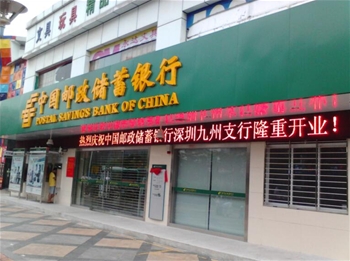 文具 玩具 精品
中国邮政储蓄银行
POSTAL SAVINGS BANK OF CHINA
热烈庆祝中国邮政储蓄银行深圳九州支行隆重开业！